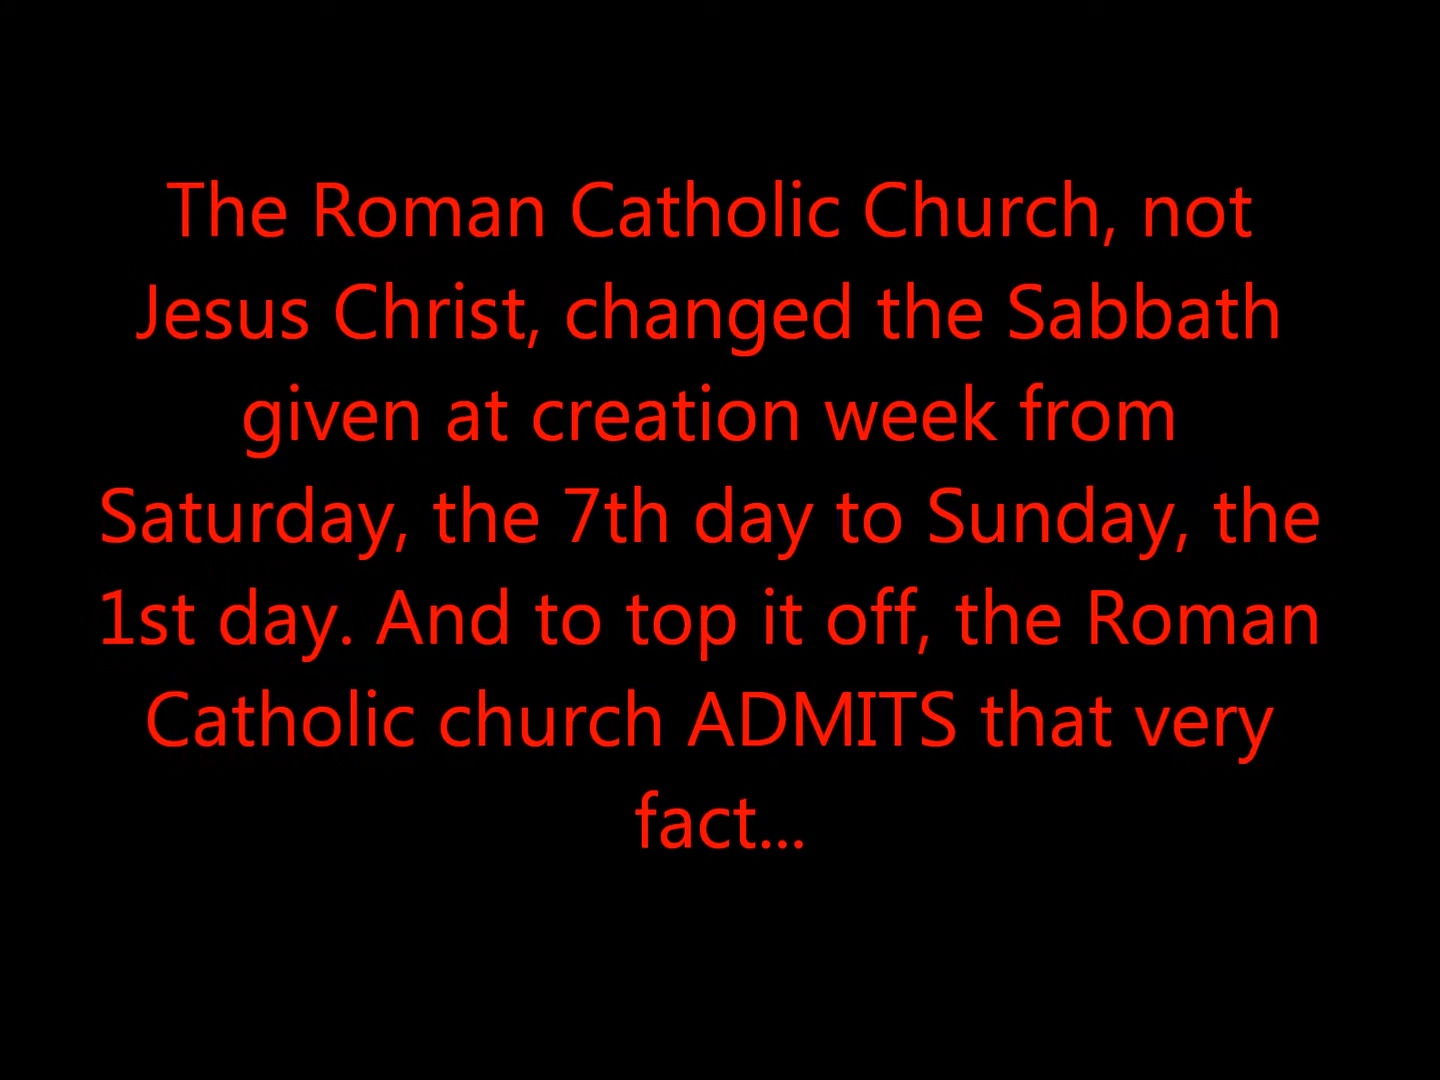 The Roman Catholic Church, not
Jesus Christ, changed the Sabbath
given at creation week from
Saturday, the 7th day to Sunday, the
1st day. And to top it off, the Roman
Catholic church ADMITS that very
fact...